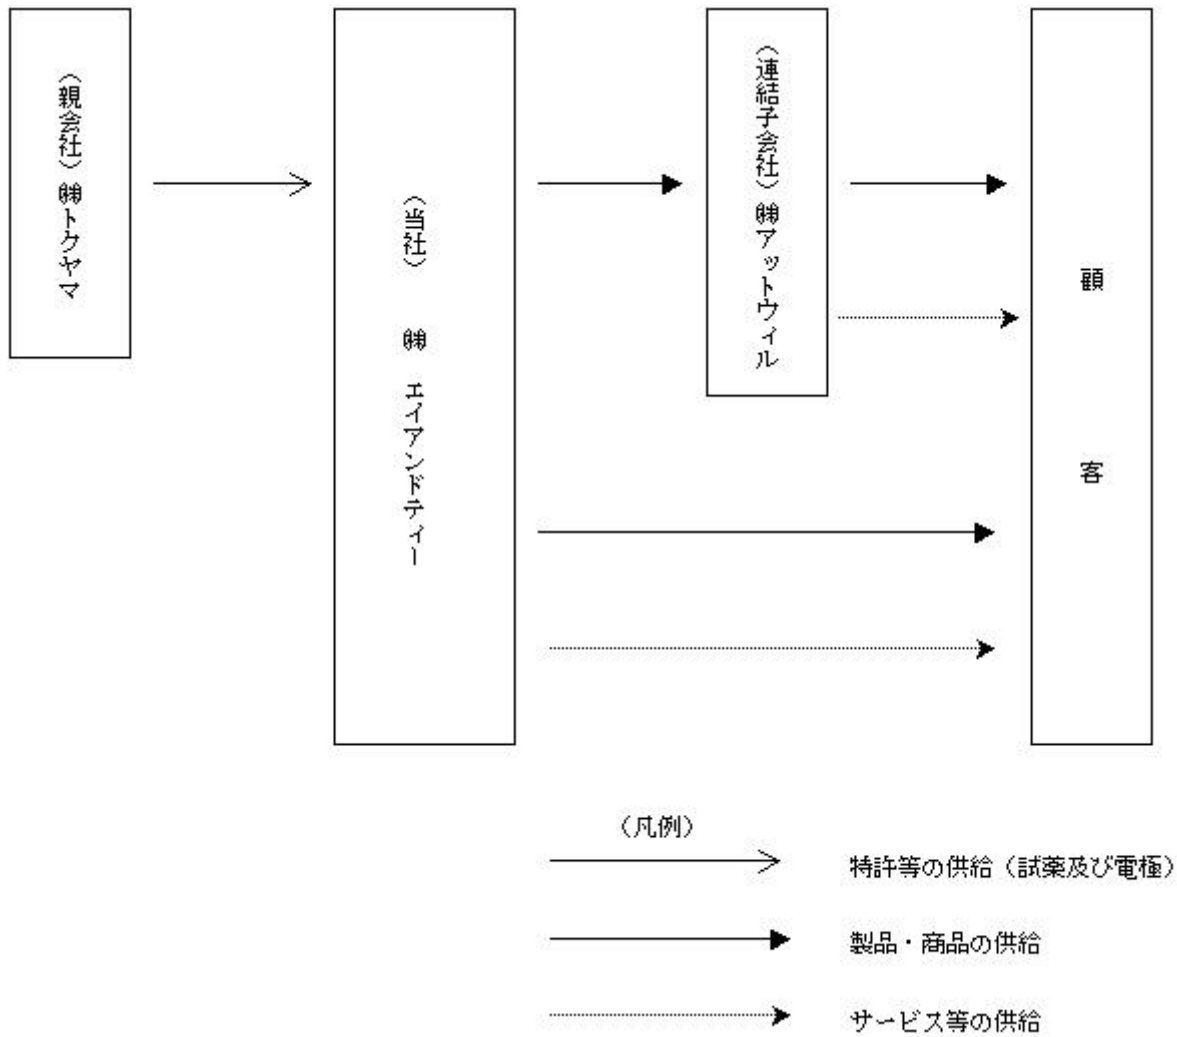 （親会社）㈱トクヤマ
（当社）　㈱　エイアンドティー
（連結子会社）㈱アットウィル
顧客
（凡例）
特許等の供給（試薬及び電極）
製品・商品の供給
サービス等の供給